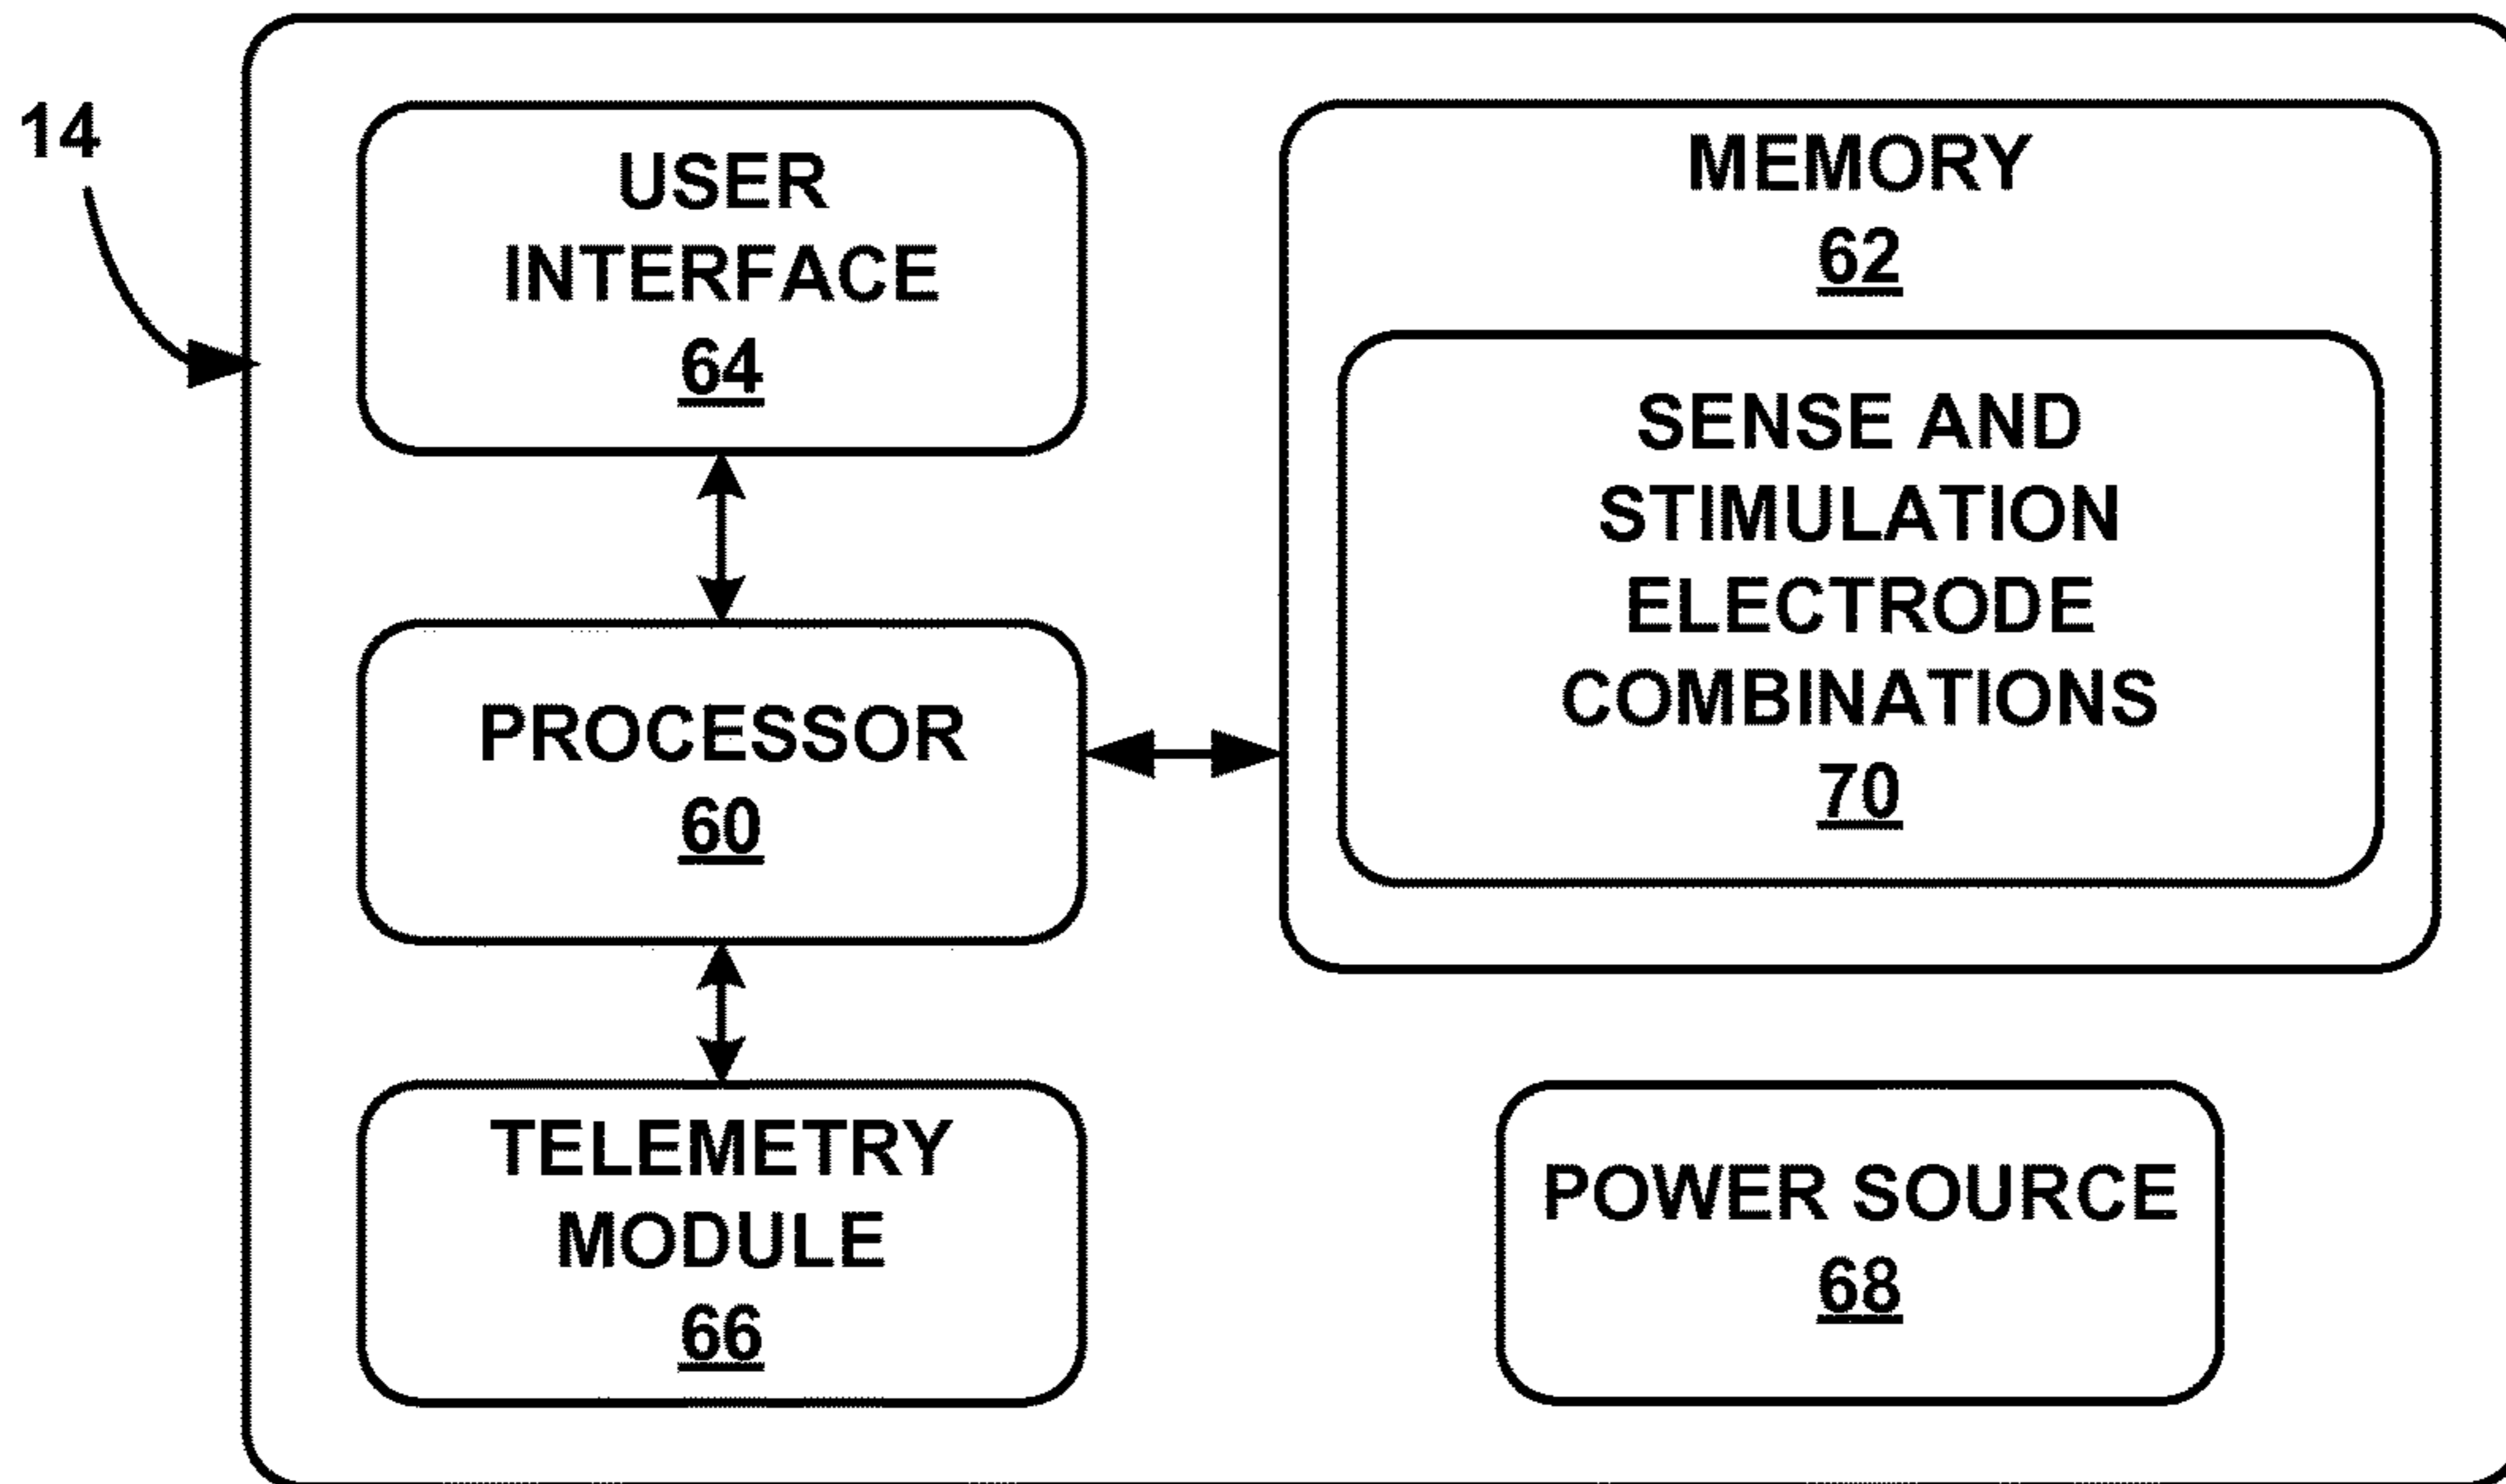 14
USER
INTERFACE
64
MEMORY
62
SENSE AND
STIMULATION
ELECTRODE
COMBINATIONS
70
PROCESSOR
60
TELEMETRY
MODULE
66
POWER SOURCE
68